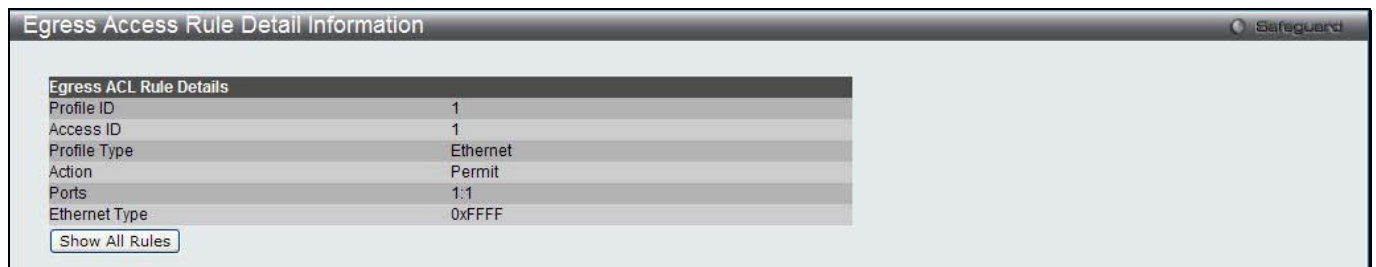 Egress Access Rule Detail Information
Safeguard
Egress ACL Rule Details
Profile ID 1
Access ID 1
Profile Type Ethernet
Action Permit
Ports 1:1
Ethernet Type 0xFFFF
Show All Rules